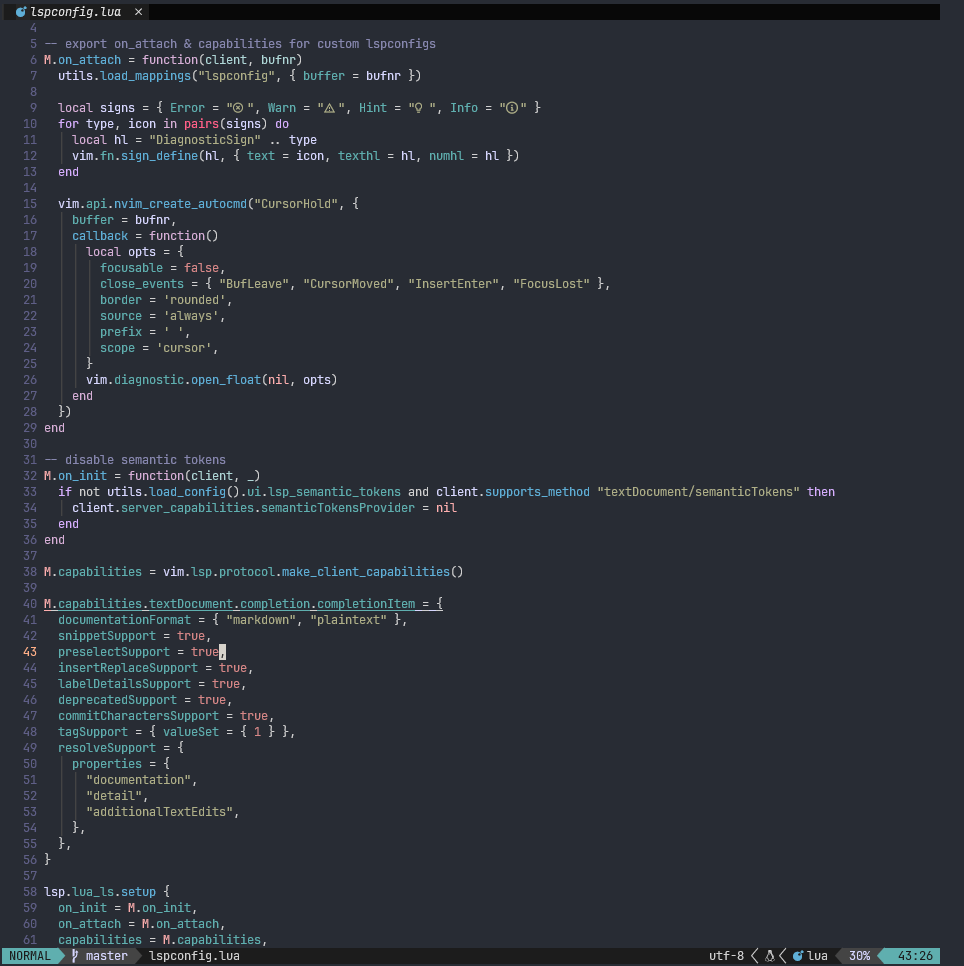 lspconfig.lua ✕
4
5 -- export on_attach & capabilities for custom lspconfigs
6 M.on_attach = function(client, bufnr)
7   utils.load_mappings("lspconfig", { buffer = bufnr })
8
9   local signs = { Error = " ", Warn = " ", Hint = " ", Info = " " }
10   for type, icon in pairs(signs) do
11     local hl = "DiagnosticSign" .. type
12     vim.fn.sign_define(hl, { text = icon, texthl = hl, numhl = hl })
13   end
14
15   vim.api.nvim_create_autocmd("CursorHold", {
16     buffer = bufnr,
17     callback = function()
18       local opts = {
19         focusable = false,
20         close_events = { "BufLeave", "CursorMoved", "InsertEnter", "FocusLost" },
21         border = 'rounded',
22         source = 'always',
23         prefix = ' ',
24         scope = 'cursor',
25       }
26       vim.diagnostic.open_float(nil, opts)
27     end
28   })
29 end
30
31 -- disable semantic tokens
32 M.on_init = function(client, _)
33   if not utils.load_config().ui.lsp_semantic_tokens and client.supports_method "textDocument/semanticTokens" then
34     client.server_capabilities.semanticTokensProvider = nil
35   end
36 end
37
38 M.capabilities = vim.lsp.protocol.make_client_capabilities()
39
40 M.capabilities.textDocument.completion.completionItem = {
41   documentationFormat = { "markdown", "plaintext" },
42   snippetSupport = true,
43   preselectSupport = true,
44   insertReplaceSupport = true,
45   labelDetailsSupport = true,
46   deprecatedSupport = true,
47   commitCharactersSupport = true,
48   tagSupport = { valueSet = { 1 } },
49   resolveSupport = {
50     properties = {
51       "documentation",
52       "detail",
53       "additionalTextEdits",
54     },
55   },
56 }
57
58 lsp.lua_ls.setup {
59   on_init = M.on_init,
60   on_attach = M.on_attach,
61   capabilities = M.capabilities,
NORMAL master lspconfig.lua utf-8 lua 30% 43:26